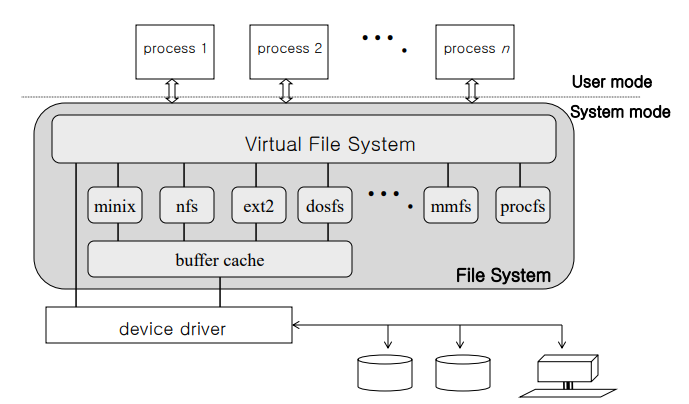 process 1
process 2
process n
User mode
System mode
Virtual File System
minix
nfs
ext2
dosfs
mmfs
procfs
buffer cache
File System
device driver